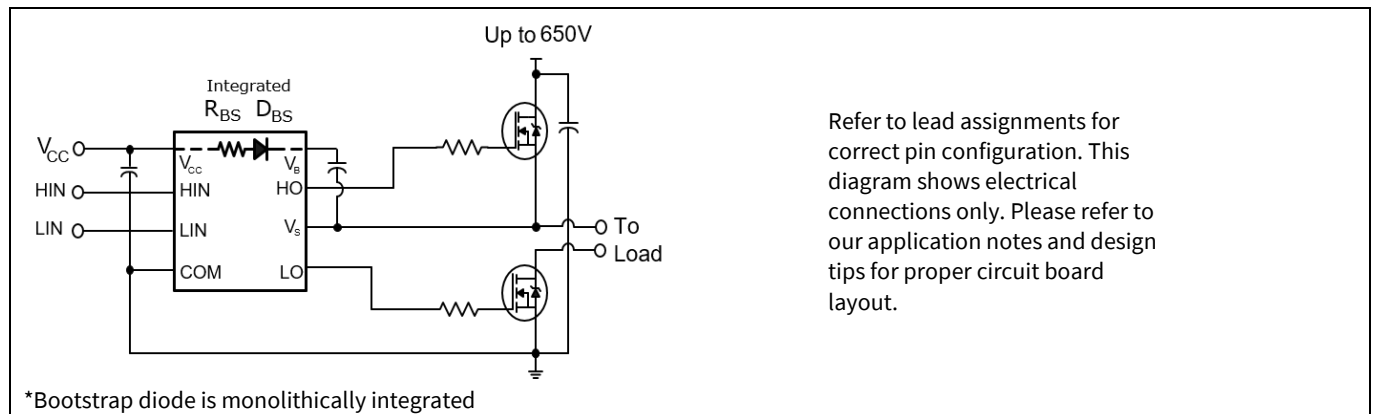 Up to 650V
Integrated
RBS DBS
VCC
VCC
VB
HIN
HIN
HO
LIN
LIN
VS
To
Load
COM
LO
Refer to lead assignments for
correct pin configuration. This
diagram shows electrical
connections only. Please refer to
our application notes and design
tips for proper circuit board
layout.
*Bootstrap diode is monolithically integrated